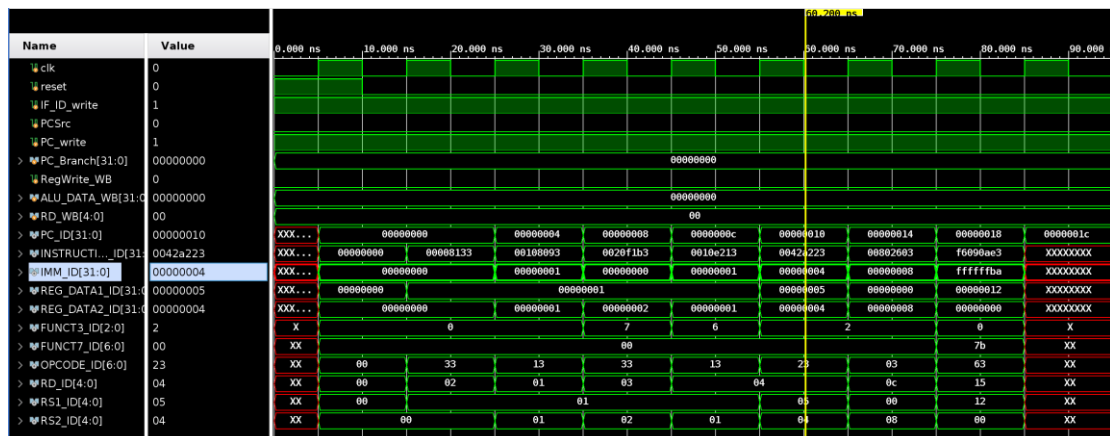 60.200 ns
Name Value 0.000 ns 10.000 ns 20.000 ns 30.000 ns 40.000 ns 50.000 ns 60.000 ns 70.000 ns 80.000 ns 90.000
clk 0
reset 0
IF_ID_write 1
PCSrc 0
PC_write 1
PC_Branch[31:0] 00000000 00000000
RegWrite_WB 0
ALU_DATA_WB[31:0 00000000 00000000
RD_WB[4:0] 00 00
PC_ID[31:0] 00000010 XXX... 00000000 00000004 00000008 0000000c 00000010 00000014 00000018 0000001c
INSTRUCTI..._ID[31: 0042a223 XXX... 00000000 00008133 00108093 0020f1b3 0010e213 0042a223 00802603 f6090ae3 XXXXXXXX
IMM_ID[31:0] 00000004 XXX... 00000000 00000001 00000000 00000001 00000004 00000008 ffffffba XXXXXXXX
REG_DATA1_ID[31:0 00000005 XXX... 00000000 00000001 00000005 00000000 00000012 XXXXXXXX
REG_DATA2_ID[31:0 00000004 XXX... 00000000 00000001 00000002 00000001 00000004 00000008 00000000 XXXXXXXX
FUNCT3_ID[2:0] 2 X 0 7 6 2 0 X
FUNCT7_ID[6:0] 00 XX 00 7b XX
OPCODE_ID[6:0] 23 XX 00 33 13 33 13 23 03 63 XX
RD_ID[4:0] 04 XX 00 02 01 03 04 0c 15 XX
RS1_ID[4:0] 05 XX 00 01 05 00 12 XX
RS2_ID[4:0] 04 XX 00 01 02 01 04 08 00 XX